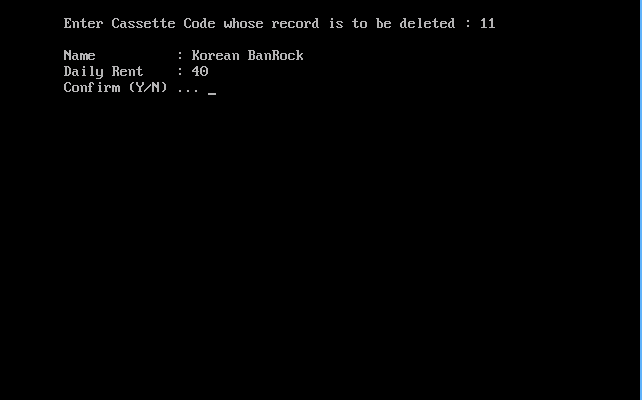 Enter Cassette Code whose record is to be deleted : 11
Name : Korean BanRock
Daily Rent : 40
Confirm (Y/N) ... _